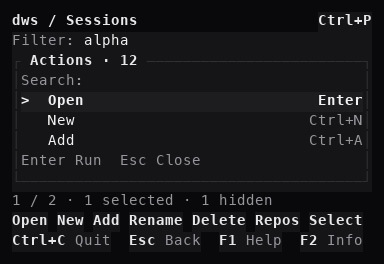 dws / Sessions Ctrl+P
Filter: alpha
Actions · 12
Search:
> Open Enter
New Ctrl+N
Add Ctrl+A
Enter Run Esc Close
1 / 2 · 1 selected · 1 hidden
Open New Add Rename Delete Repos Select
Ctrl+C Quit Esc Back F1 Help F2 Info